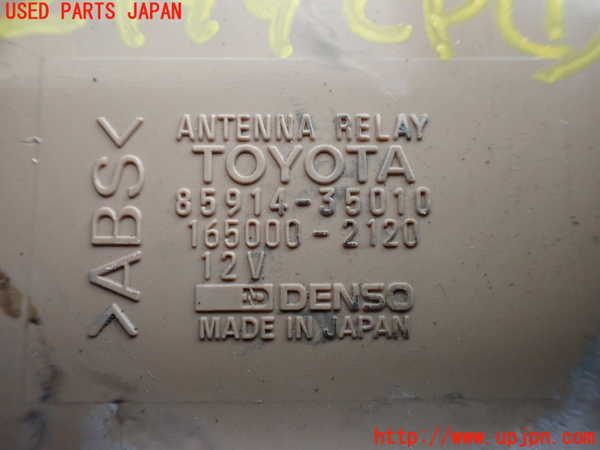 USED PARTS JAPAN
ANTENNA RELAY
TOYOTA
85914-35010
165000-2120
12V
ND DENSO
MADE IN JAPAN
>ABS<
http://www.upjpn.com/